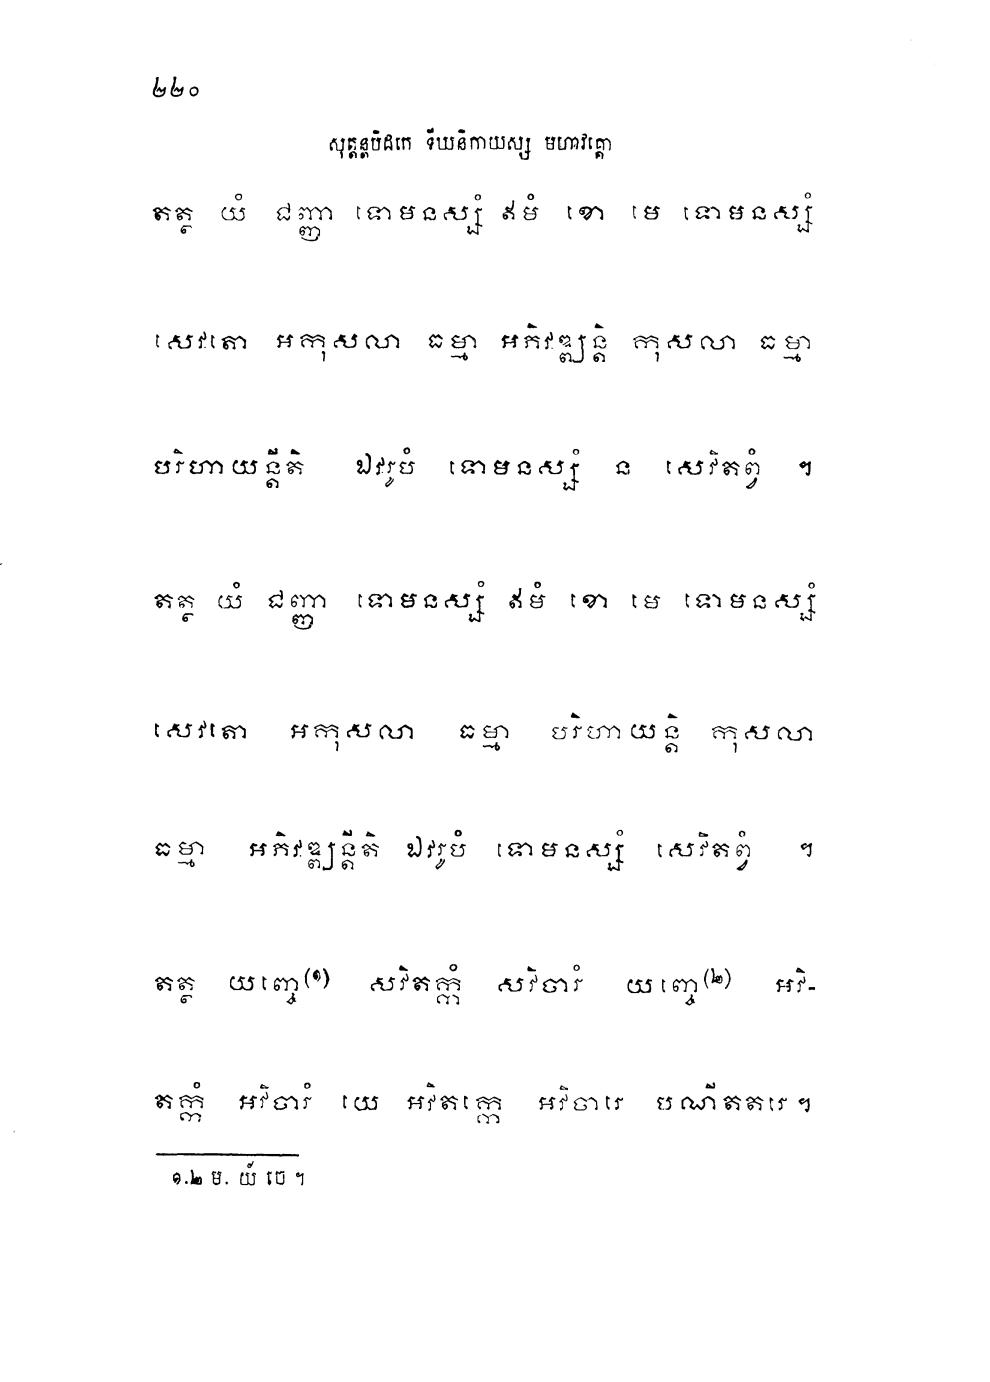 ២២០
សុត្តន្តបិដកេ ទីឃនិកាយស្ស មហាវគ្គោ
តត្ថ យំ ជញ្ញា ទោមនស្សំ ឥមំ ខោ មេ ទោមនស្សំ
សេវតោ អកុសលា ធម្មា អភិវឌ្ឍន្តិ កុសលា ធម្មា
បរិហាយន្តីតិ ឯវរូបំ ទោមនស្សំ ន សេវិតព្វំ ។
តត្ថ យំ ជញ្ញា ទោមនស្សំ ឥមំ ខោ មេ ទោមនស្សំ
សេវតោ អកុសលា ធម្មា បរិហាយន្តិ កុសលា
ធម្មា អភិវឌ្ឍន្តីតិ ឯវរូបំ ទោមនស្សំ សេវិតព្វំ ។
តត្ថ យញ្ចេ(១) សវិតក្កំ សវិចារំ យញ្ចេ(២) អវិ-
តក្កំ អវិចារំ យេ អវិតក្កេ អវិចារេ បណីតតរេ។
១.២ ម. យំ ចេ ។